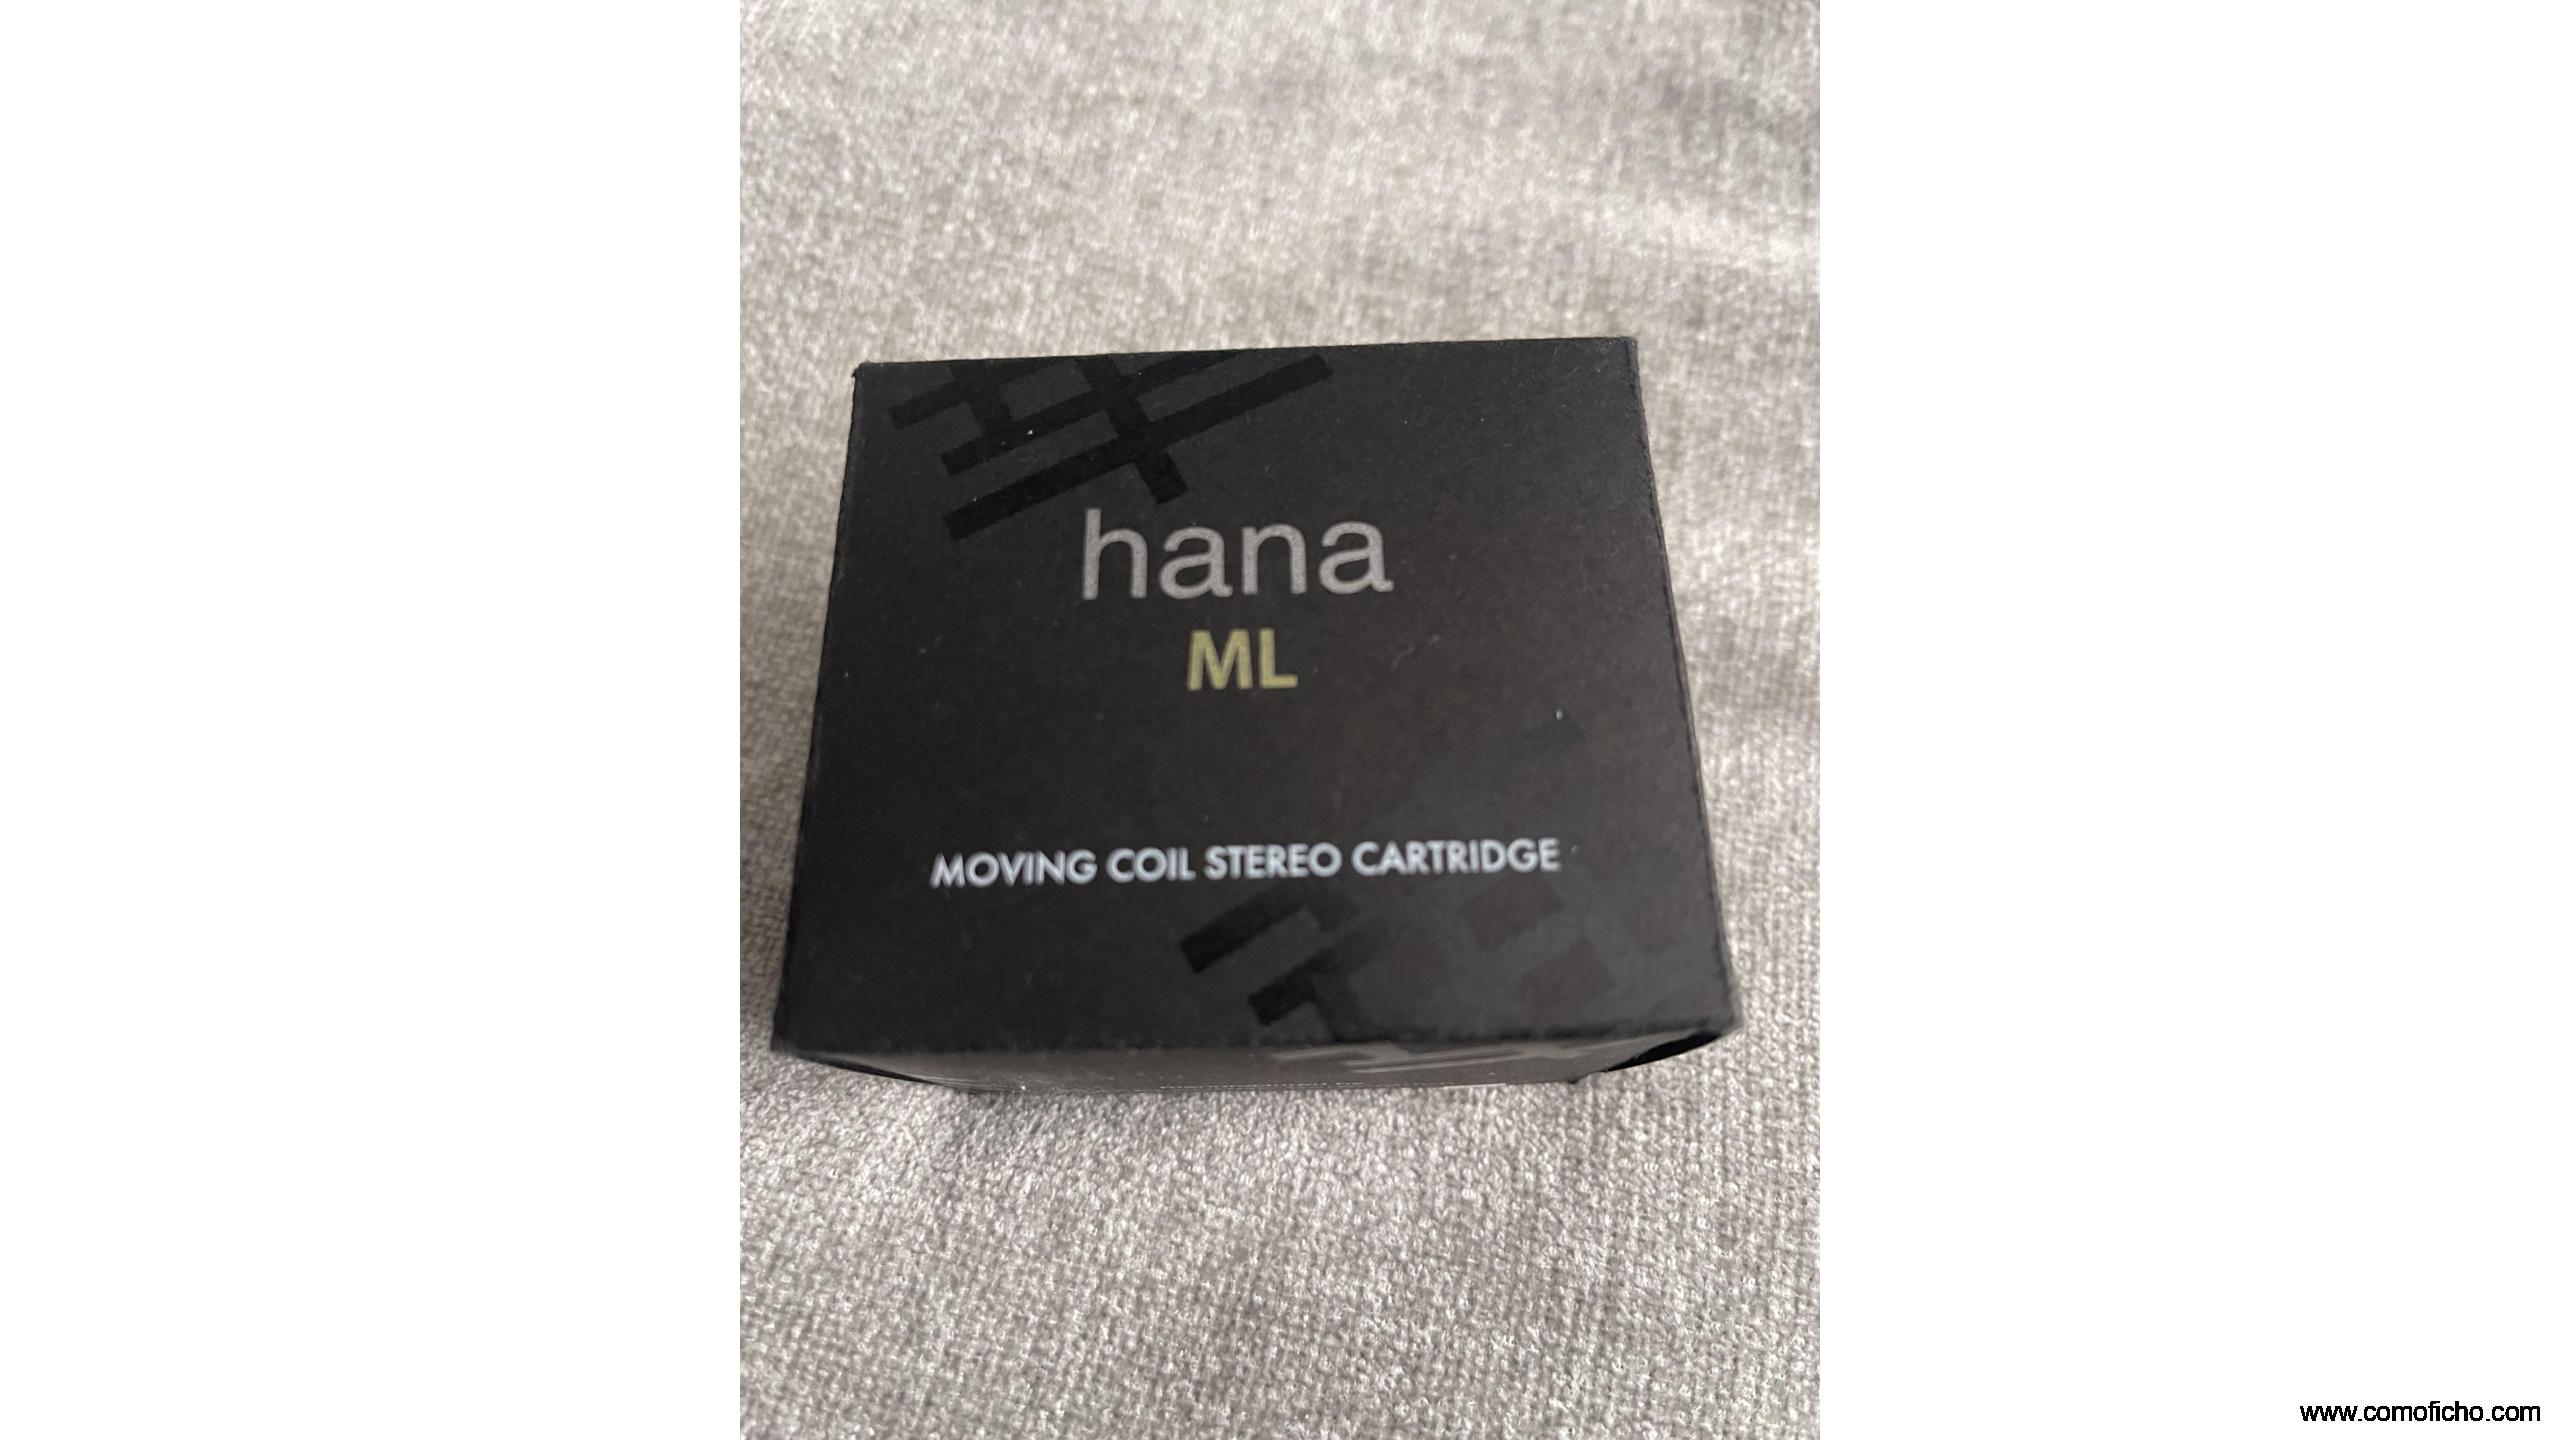 hana
ML
MOVING COIL STEREO CARTRIDGE
www.comoficho.com